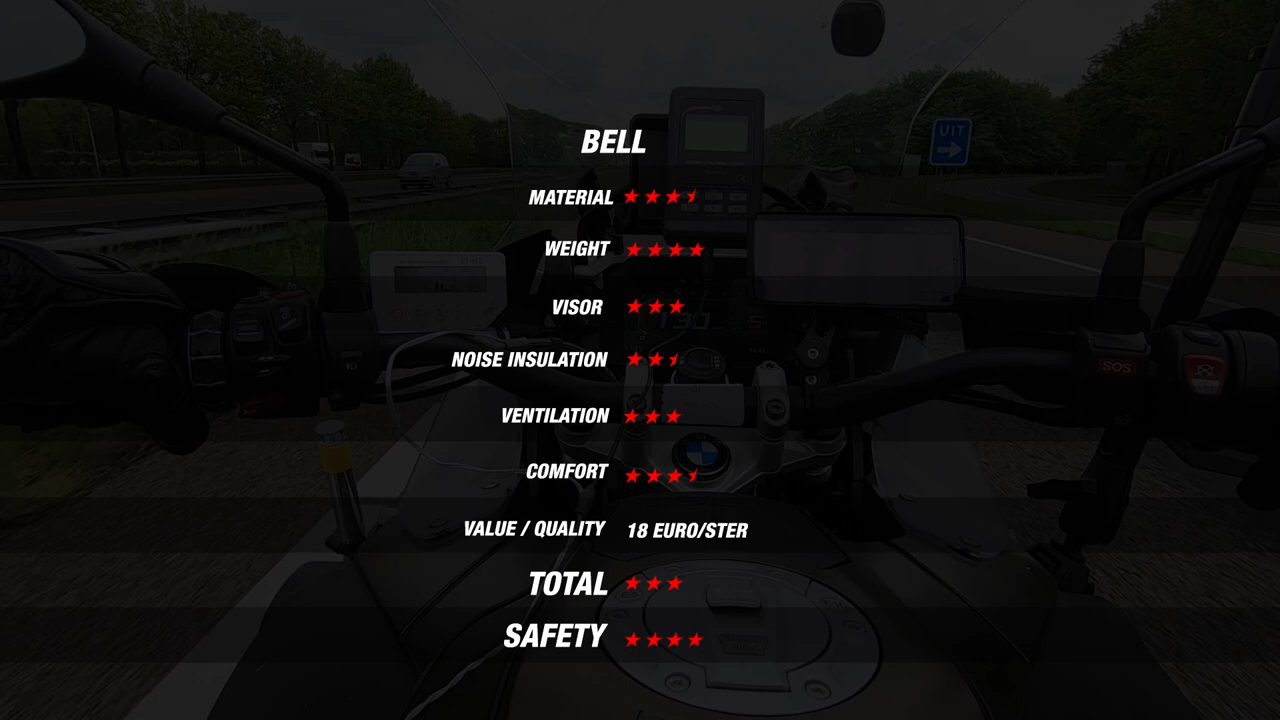 BELL
MATERIAL
WEIGHT
VISOR
NOISE INSULATION
VENTILATION
COMFORT
VALUE / QUALITY 18 EURO/STER
TOTAL
SAFETY
UIT
SOS